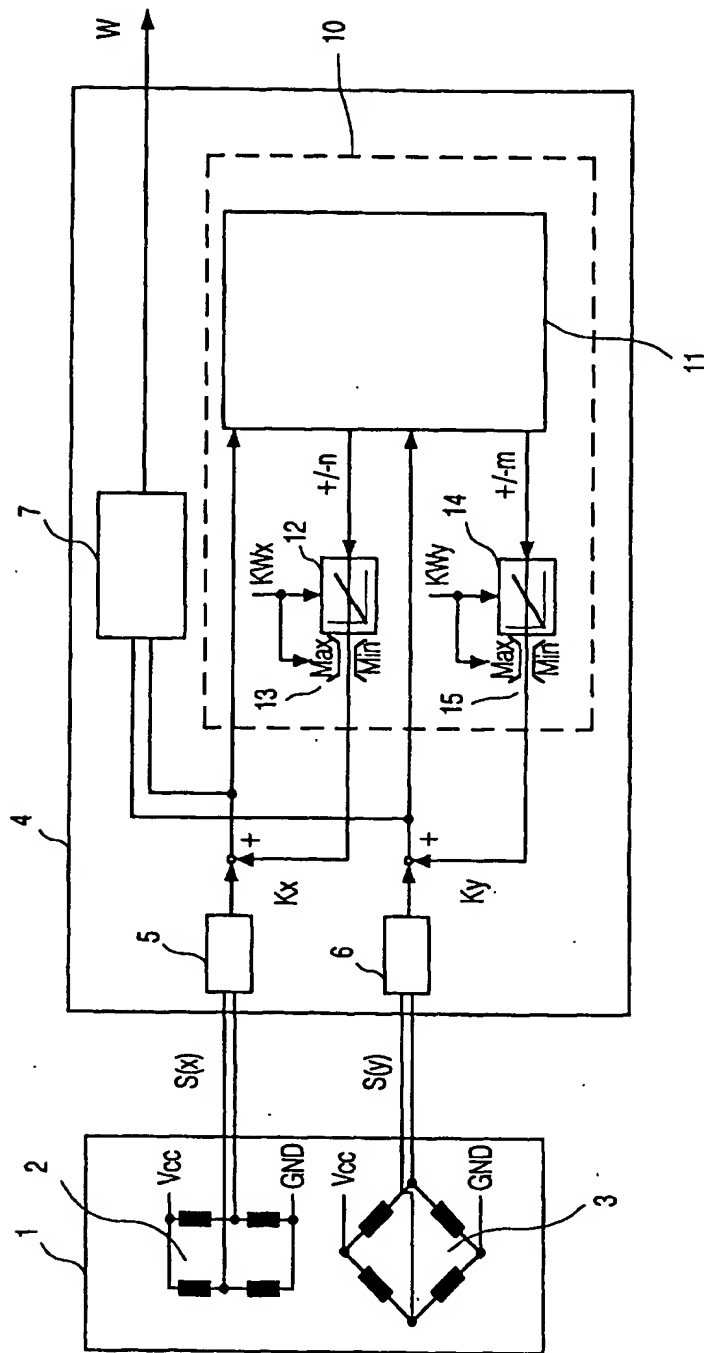 W
10
7
4
11
+/-n
+/-m
KWx
12
KWy
14
Max
Min
13
Max
Min
15
+
Kx
+
Ky
5
6
S(x)
S(y)
Vcc
GND
2
Vcc
GND
3
1